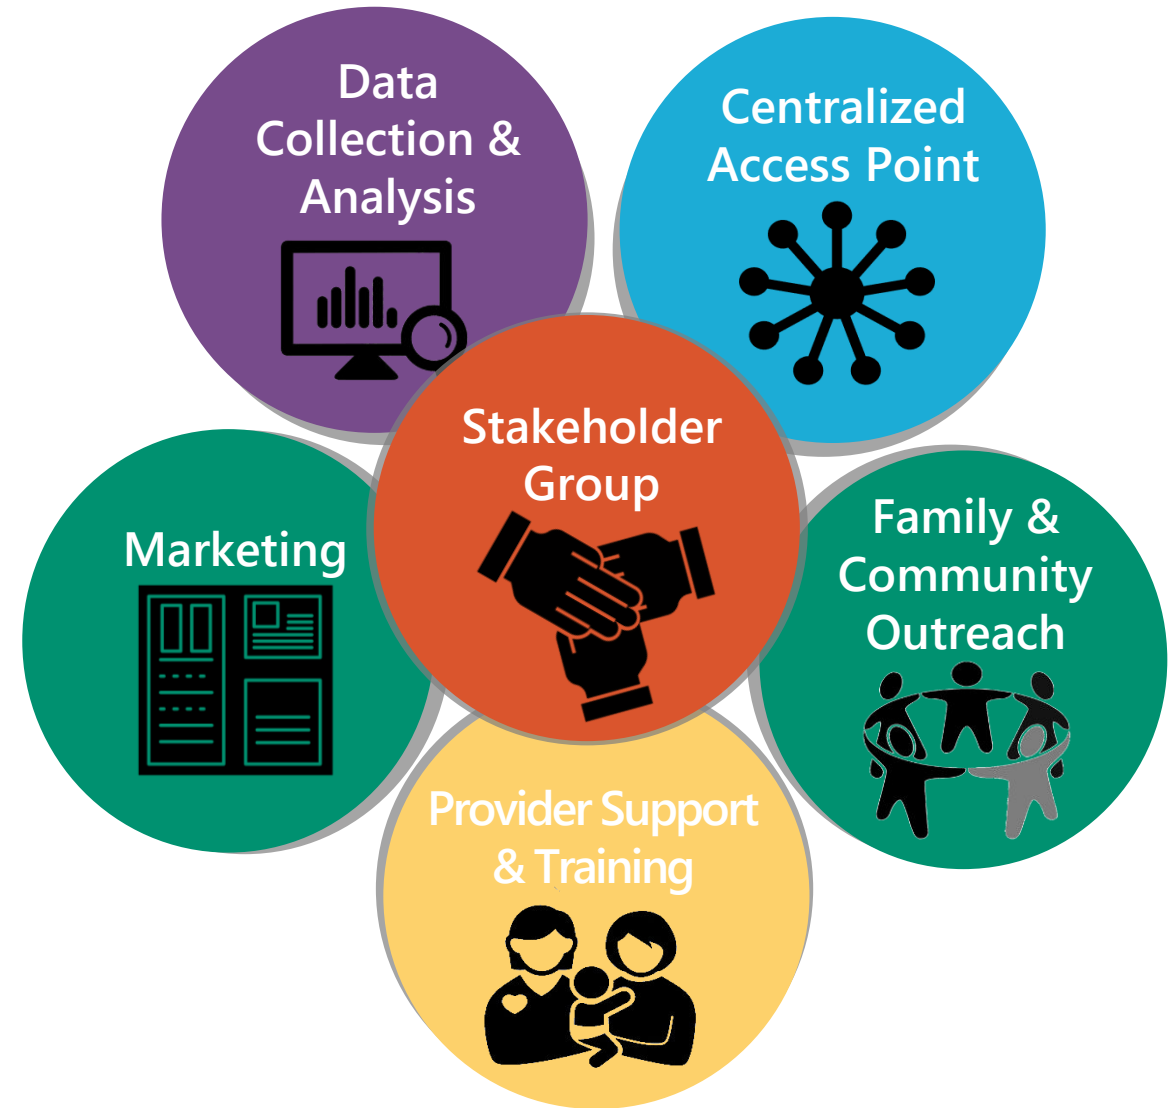 Data
Collection &
Analysis
Centralized
Access Point
Stakeholder
Group
Marketing
Family &
Community
Outreach
Provider Support
& Training